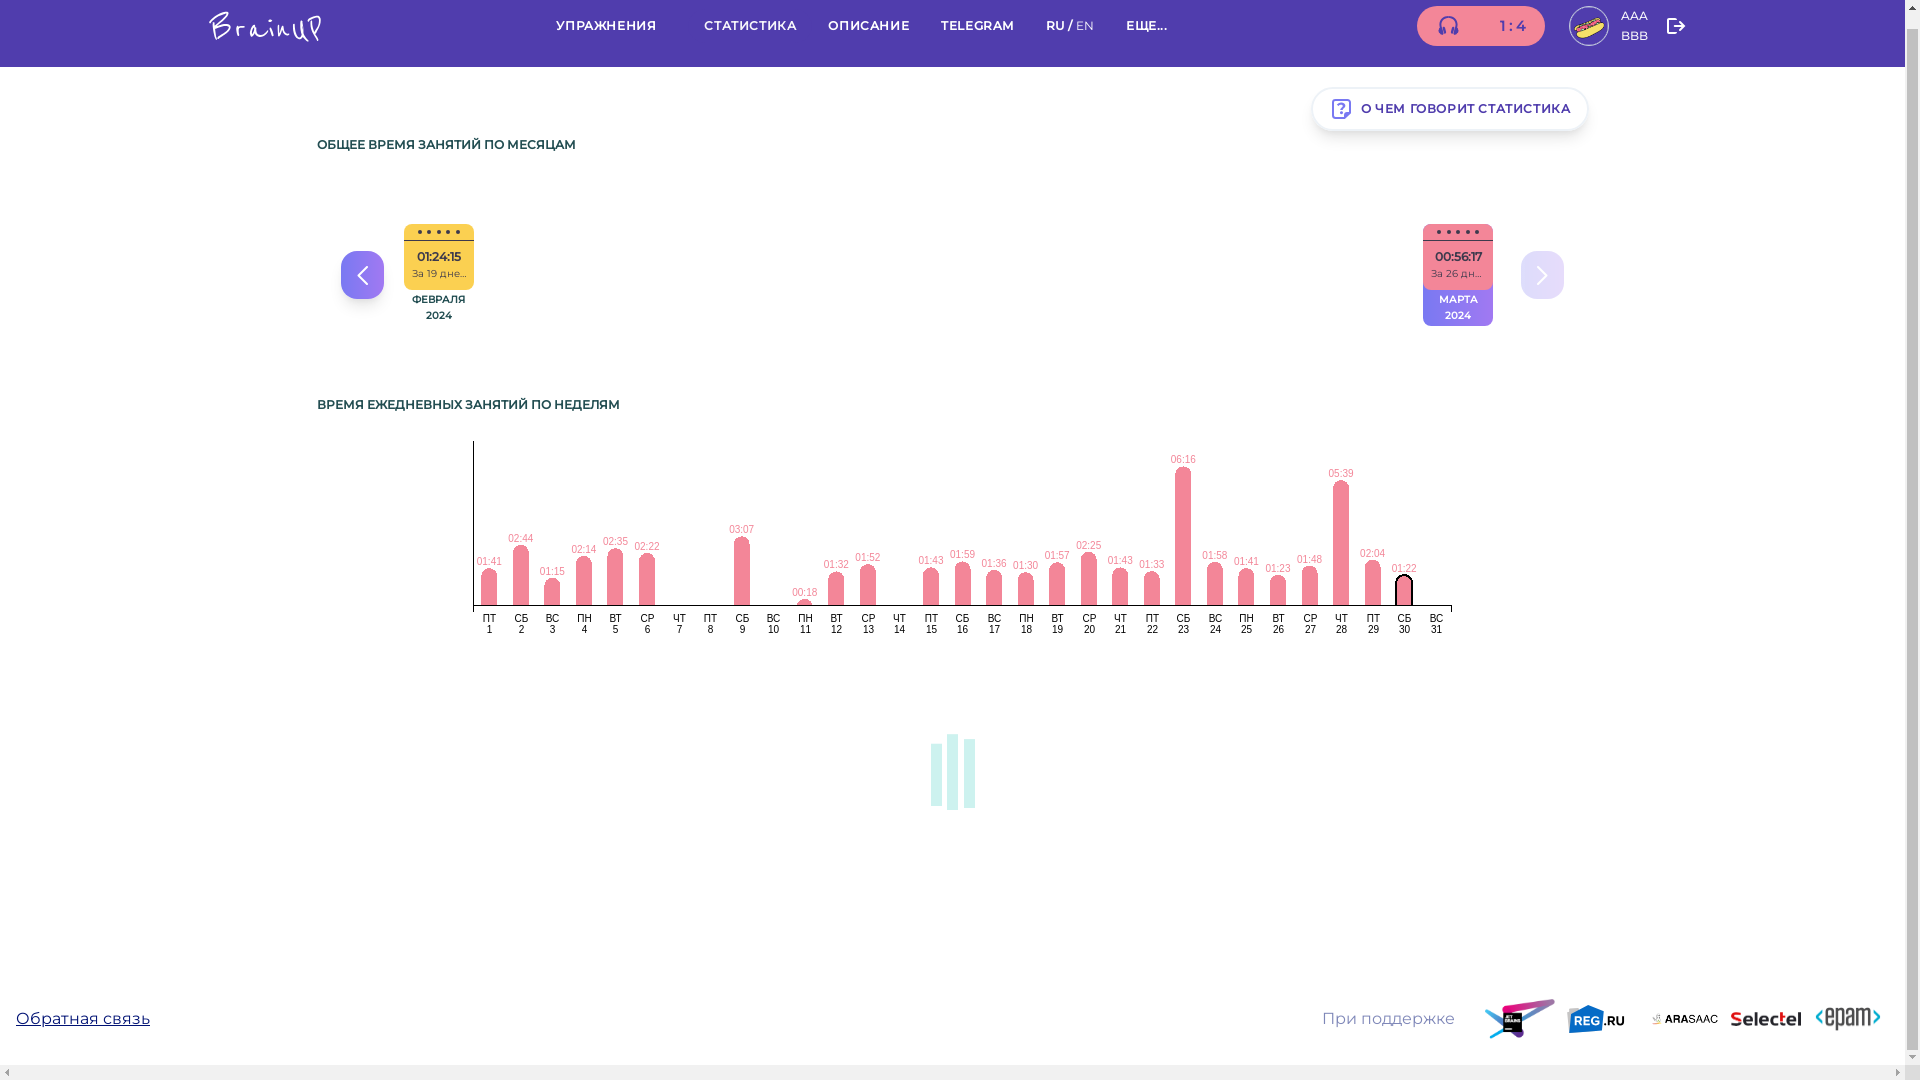 BrainUP
УПРАЖНЕНИЯ СТАТИСТИКА ОПИСАНИЕ TELEGRAM RU / EN ЕЩЕ...
1 : 4
AAA
BBB
О ЧЕМ ГОВОРИТ СТАТИСТИКА
ОБЩЕЕ ВРЕМЯ ЗАНЯТИЙ ПО МЕСЯЦАМ
01:24:15
За 19 дне...
ФЕВРАЛЯ
2024
00:56:17
За 26 дн...
МАРТА
2024
ВРЕМЯ ЕЖЕДНЕВНЫХ ЗАНЯТИЙ ПО НЕДЕЛЯМ
01:41 02:44 01:15 02:14 02:35 02:22 03:07 00:18 01:32 01:52 01:43 01:59 01:36 01:30 01:57 02:25 01:43 01:33 06:16 01:58 01:41 01:23 01:48 05:39 02:04 01:22
ПТ СБ ВС ПН ВТ СР ЧТ ПТ СБ ВС ПН ВТ СР ЧТ ПТ СБ ВС ПН ВТ СР ЧТ ПТ СБ ВС ПН ВТ СР ЧТ ПТ СБ ВС
1 2 3 4 5 6 7 8 9 10 11 12 13 14 15 16 17 18 19 20 21 22 23 24 25 26 27 28 29 30 31
Обратная связь
При поддержке
JET BRAINS
REG.RU
ARASAAC
Selectel
<epam>